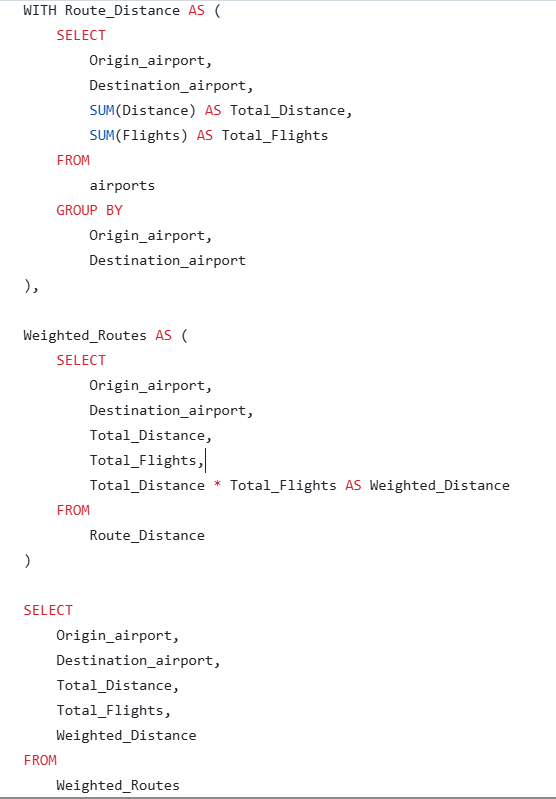 WITH Route_Distance AS (
    SELECT
        Origin_airport,
        Destination_airport,
        SUM(Distance) AS Total_Distance,
        SUM(Flights) AS Total_Flights
    FROM
        airports
    GROUP BY
        Origin_airport,
        Destination_airport
),

Weighted_Routes AS (
    SELECT
        Origin_airport,
        Destination_airport,
        Total_Distance,
        Total_Flights,
        Total_Distance * Total_Flights AS Weighted_Distance
    FROM
        Route_Distance
)

SELECT
    Origin_airport,
    Destination_airport,
    Total_Distance,
    Total_Flights,
    Weighted_Distance
FROM
    Weighted_Routes